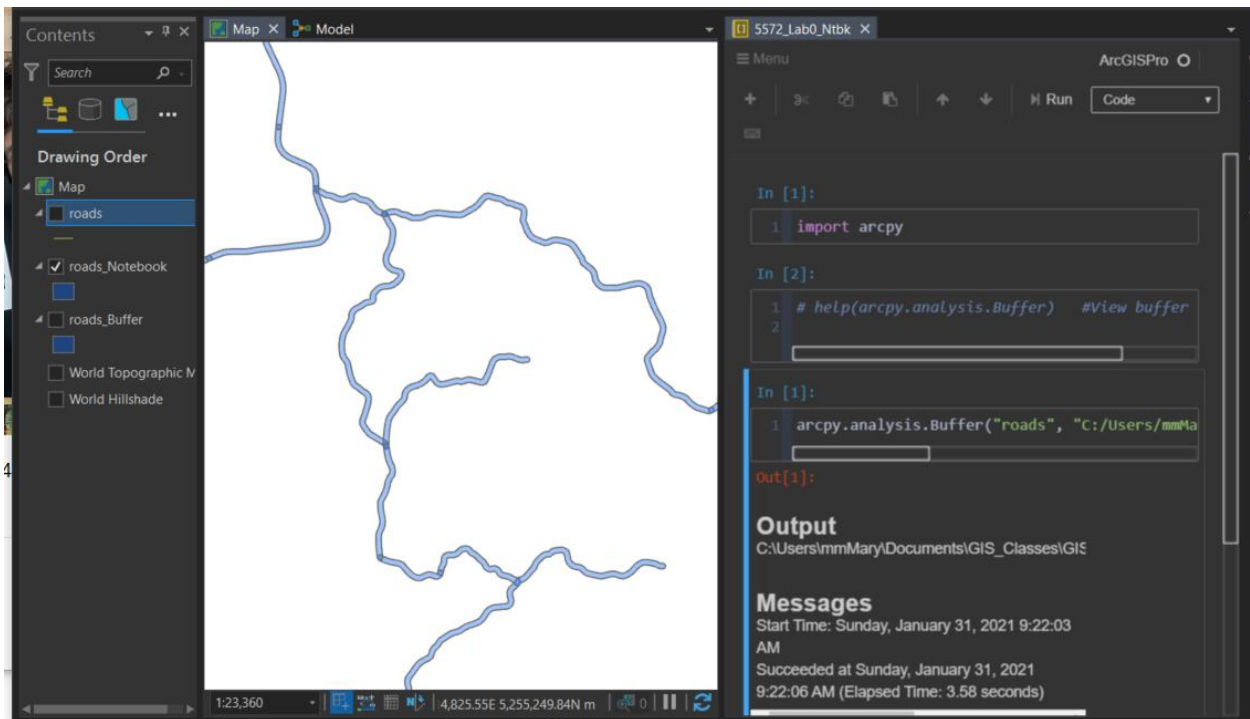 Contents
Search
Drawing Order
Map
roads
roads_Notebook
roads_Buffer
World Topographic M
World Hillshade
4
Map
Model
1:23,360
4,825.55E 5,255,249.84N m
0
5572_Lab0_Ntbk
Menu
ArcGISPro
Run
Code
In [1]:
1 import arcpy
In [2]:
1 # help(arcpy.analysis.Buffer) #View buffer
2
In [1]:
1 arcpy.analysis.Buffer("roads", "C:/Users/mmMa
Out[1]:
Output
C:\Users\mmMary\Documents\GIS_Classes\GIS
Messages
Start Time: Sunday, January 31, 2021 9:22:03
AM
Succeeded at Sunday, January 31, 2021
9:22:06 AM (Elapsed Time: 3.58 seconds)